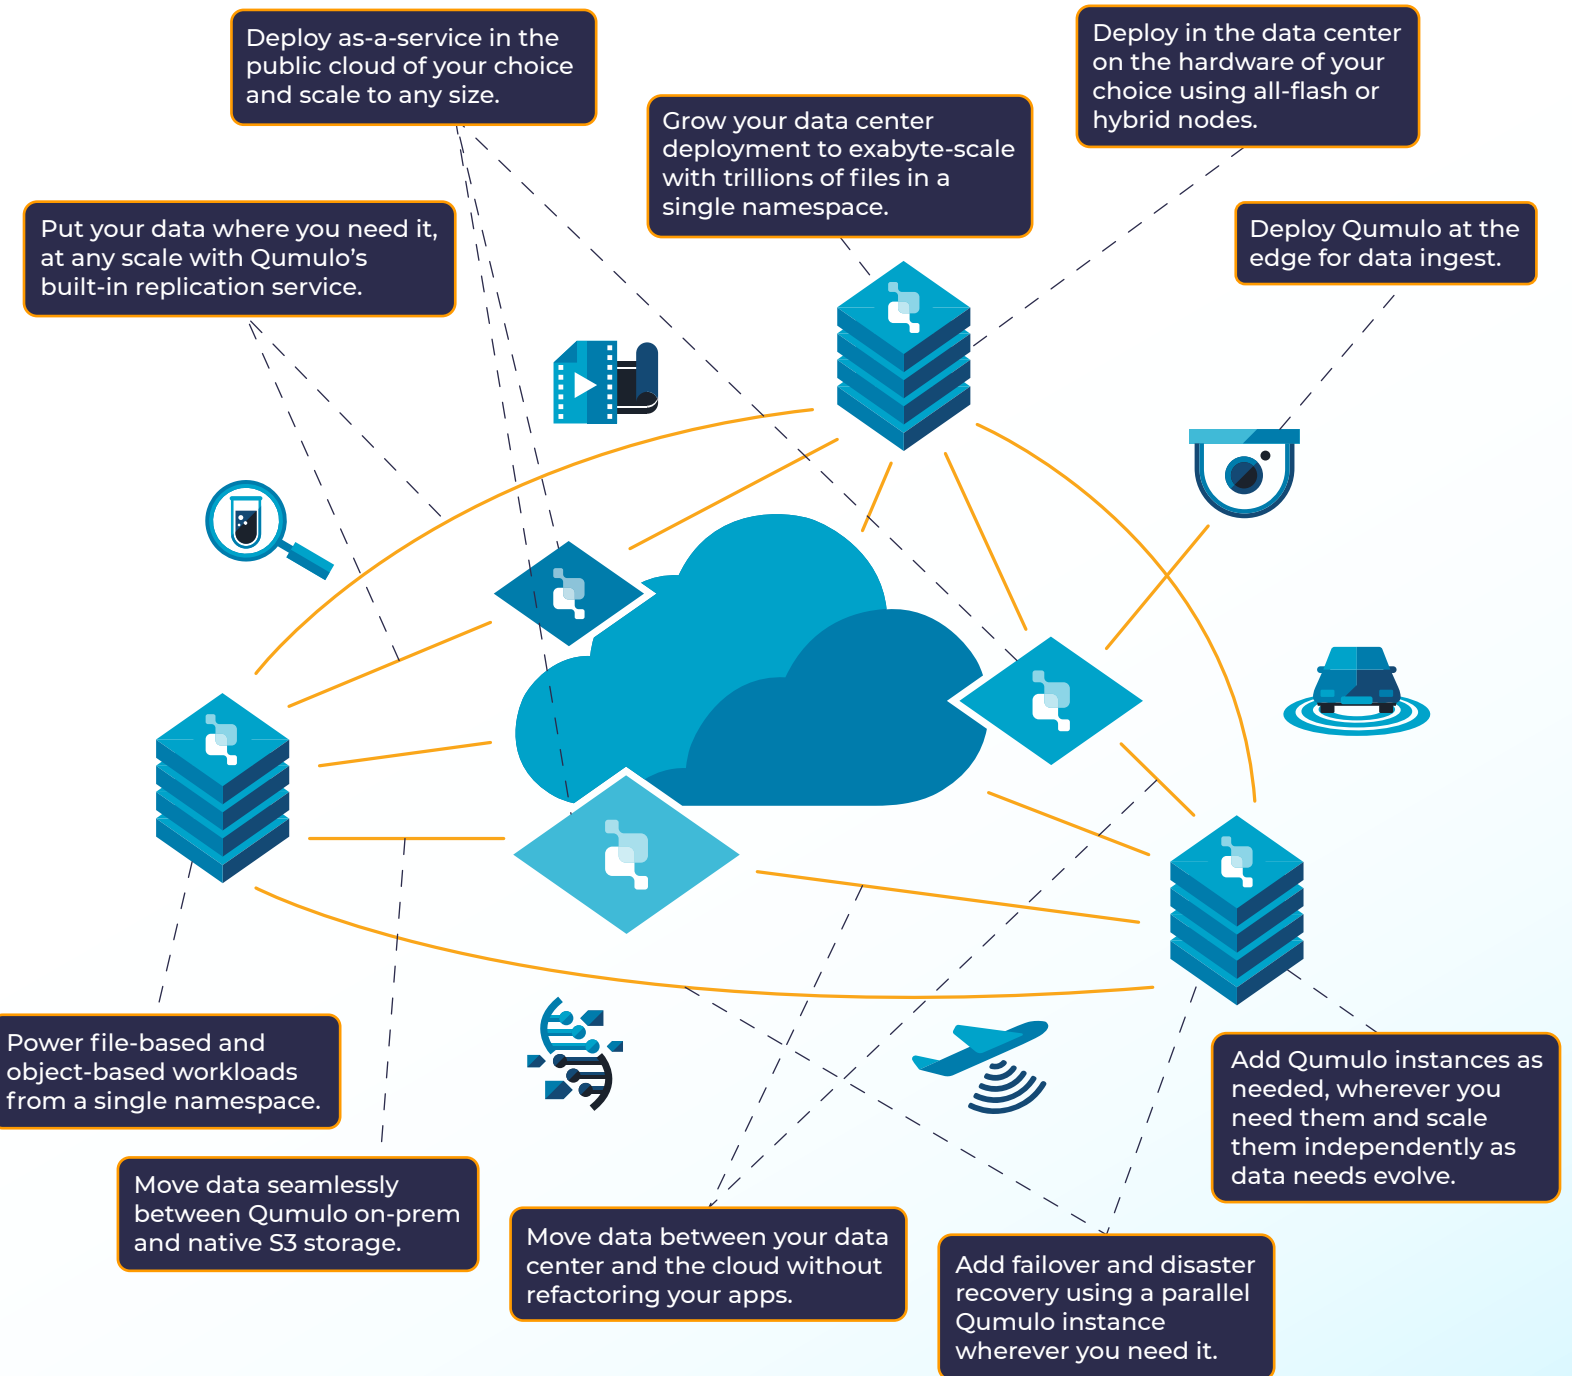 Deploy as-a-service in the
public cloud of your choice
and scale to any size.
Deploy in the data center
on the hardware of your
choice using all-flash or
hybrid nodes.
Grow your data center
deployment to exabyte-scale
with trillions of files in a
single namespace.
Put your data where you need it,
at any scale with Qumulo’s
built-in replication service.
Deploy Qumulo at the
edge for data ingest.
Power file-based and
object-based workloads
from a single namespace.
Add Qumulo instances as
needed, wherever you
need them and scale
them independently as
data needs evolve.
Move data seamlessly
between Qumulo on-prem
and native S3 storage.
Move data between your data
center and the cloud without
refactoring your apps.
Add failover and disaster
recovery using a parallel
Qumulo instance
wherever you need it.